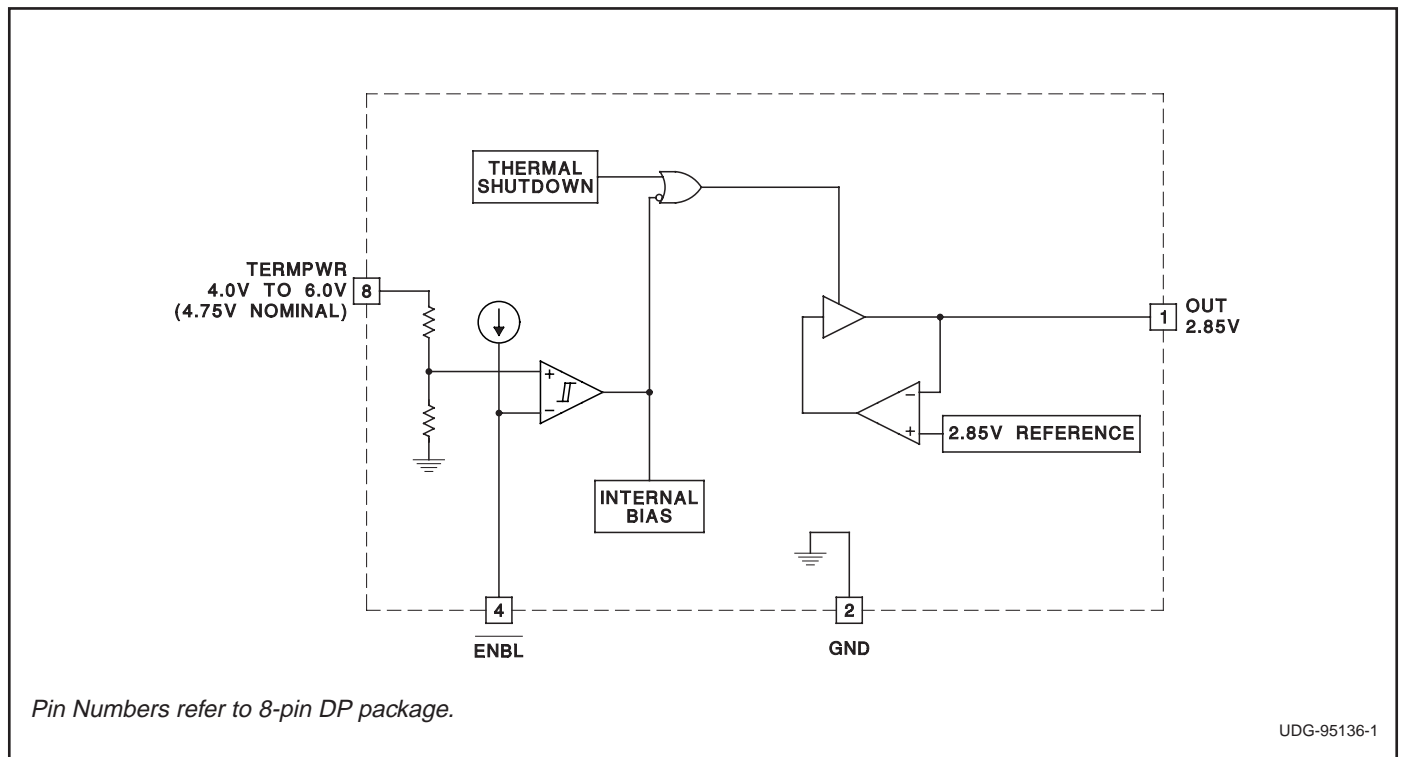 THERMAL
SHUTDOWN
TERMPWR
4.0V TO 6.0V
(4.75V NOMINAL)
8
1
OUT
2.85V
+
−
−
+
2.85V REFERENCE
INTERNAL
BIAS
4
2
ENBL
GND
Pin Numbers refer to 8-pin DP package.
UDG-95136-1